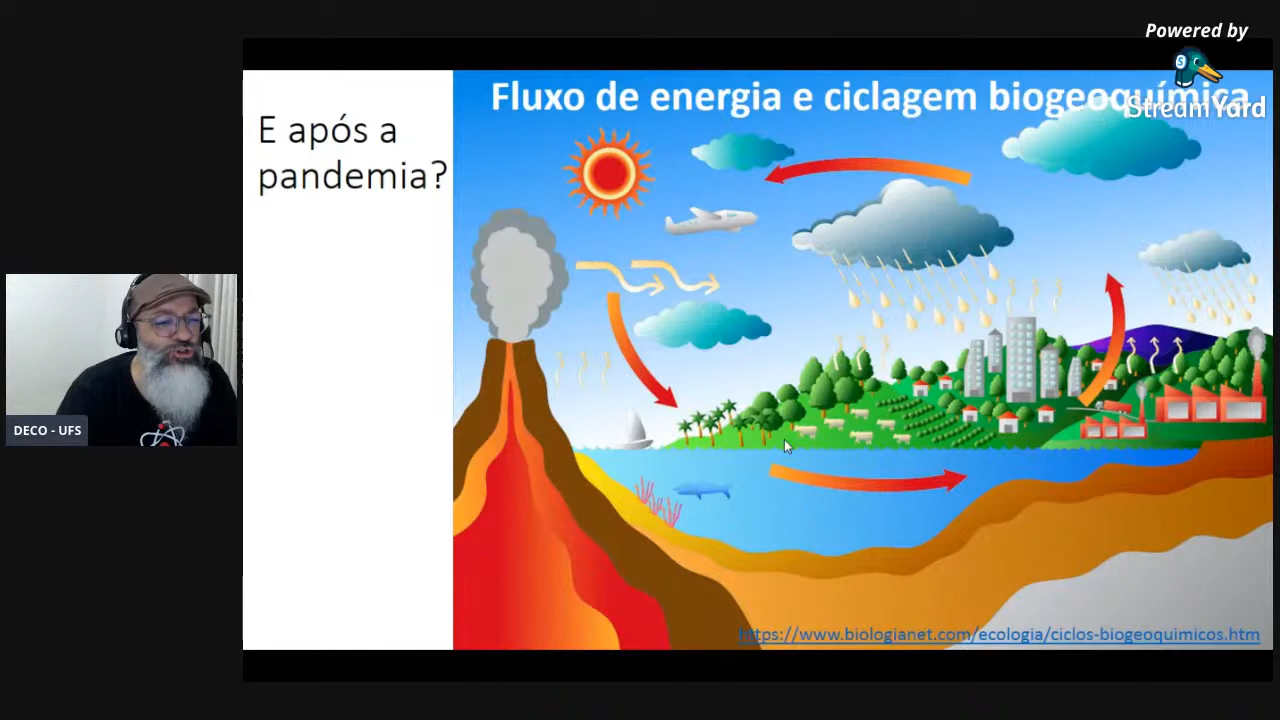 Powered by
S
StreamYard
Fluxo de energia e ciclagem biogeoquímica
E após a
pandemia?
DECO - UFS
https://www.biologianet.com/ecologia/ciclos-biogeoquimicos.htm